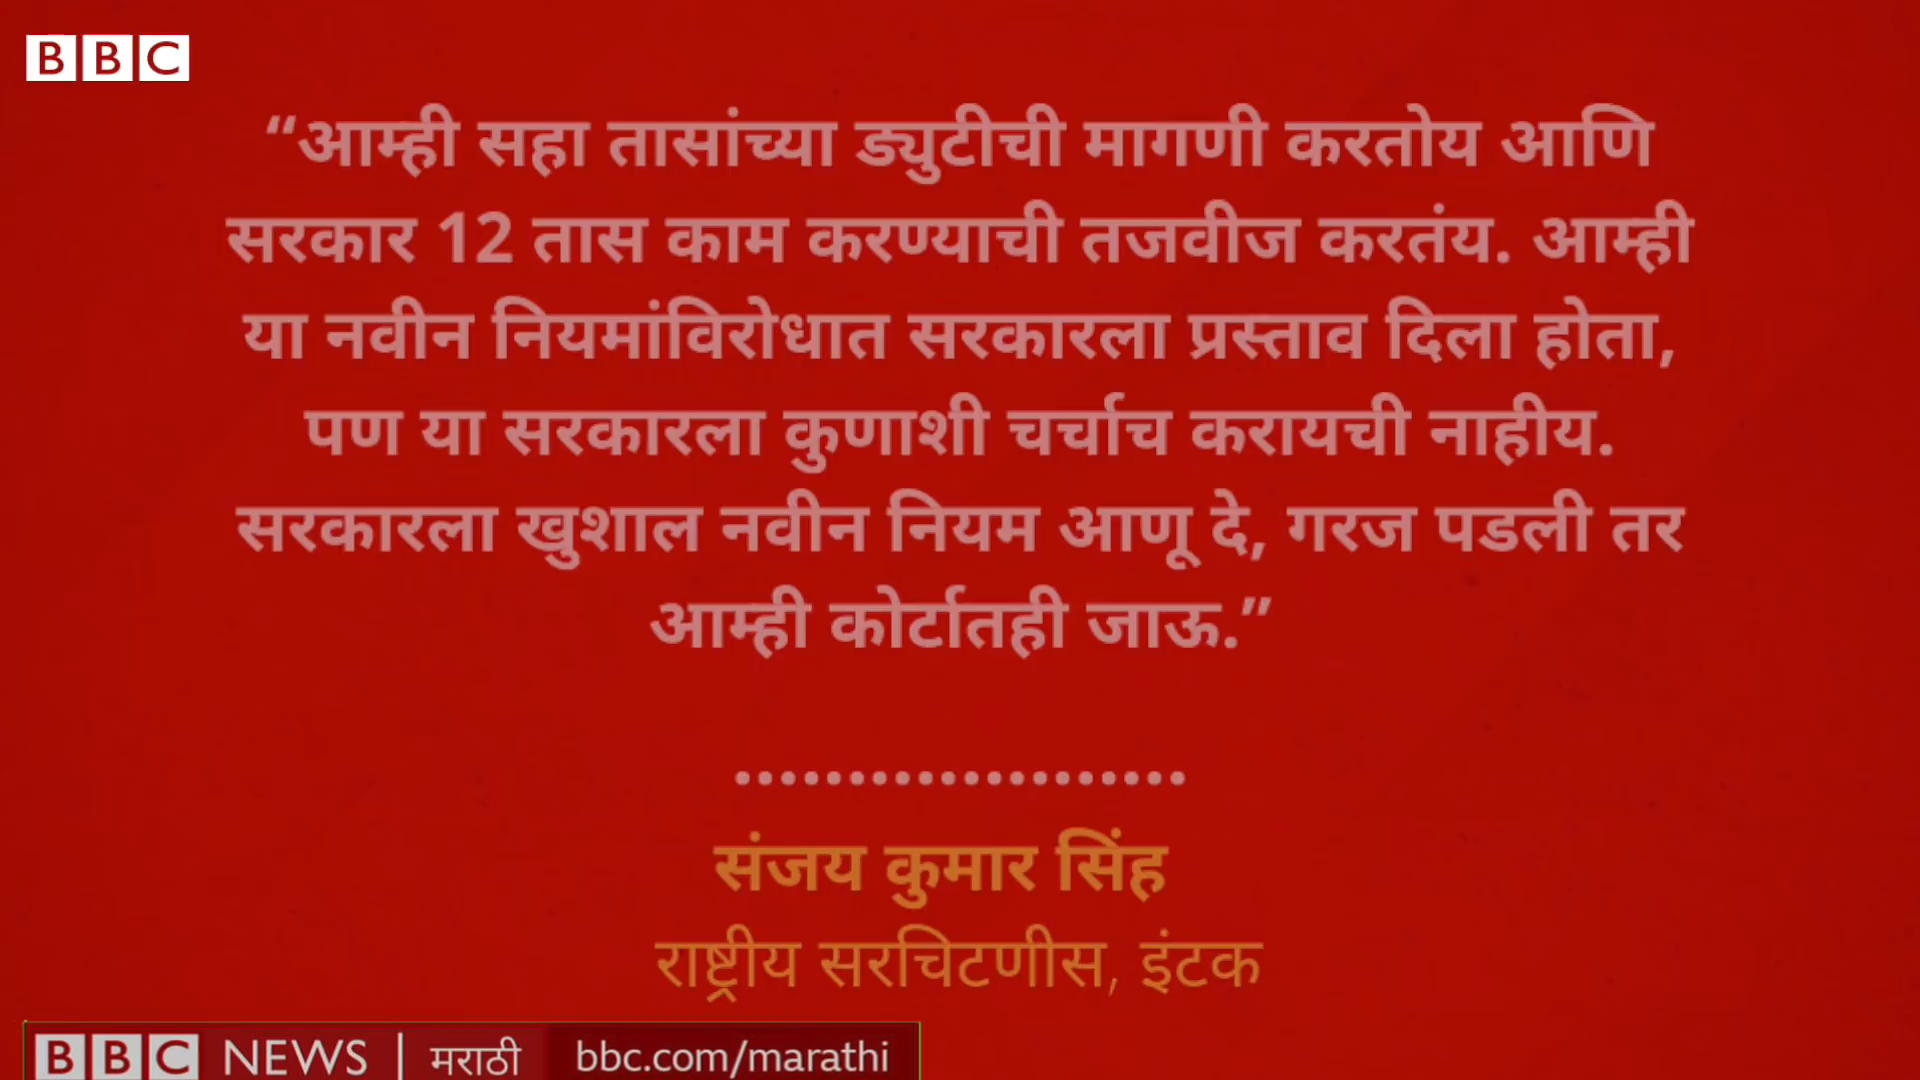 BBC
“आम्ही सहा तासांच्या ड्युटीची मागणी करतोय आणि
सरकार 12 तास काम करण्याची तजवीज करतंय. आम्ही
या नवीन नियमांविरोधात सरकारला प्रस्ताव दिला होता,
पण या सरकारला कुणाशी चर्चाच करायची नाहीय.
सरकारला खुशाल नवीन नियम आणू दे, गरज पडली तर
आम्ही कोर्टातही जाऊ.”
....................
संजय कुमार सिंह
राष्ट्रीय सरचिटणीस, इंटक
BBC NEWS | मराठी bbc.com/marathi